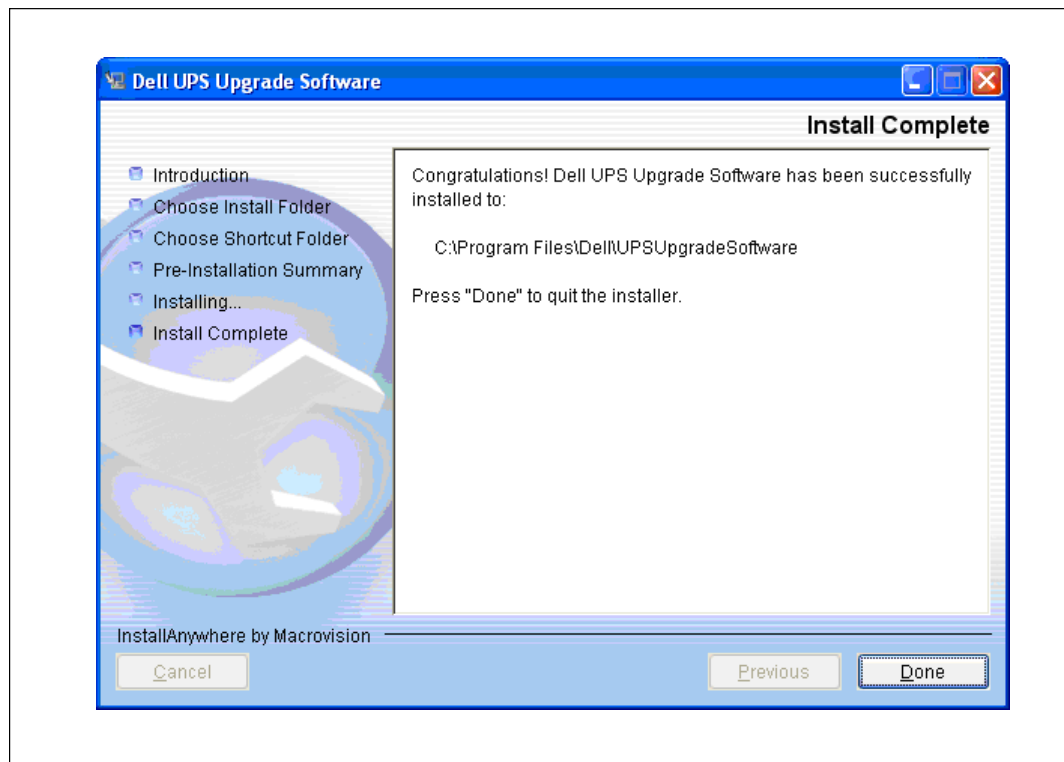 Dell UPS Upgrade Software
Install Complete
Introduction
Choose Install Folder
Choose Shortcut Folder
Pre-Installation Summary
Installing...
Install Complete
Congratulations! Dell UPS Upgrade Software has been successfully
installed to:
C:\Program Files\Dell\UPSUpgradeSoftware
Press "Done" to quit the installer.
InstallAnywhere by Macrovision
Cancel
Previous
Done